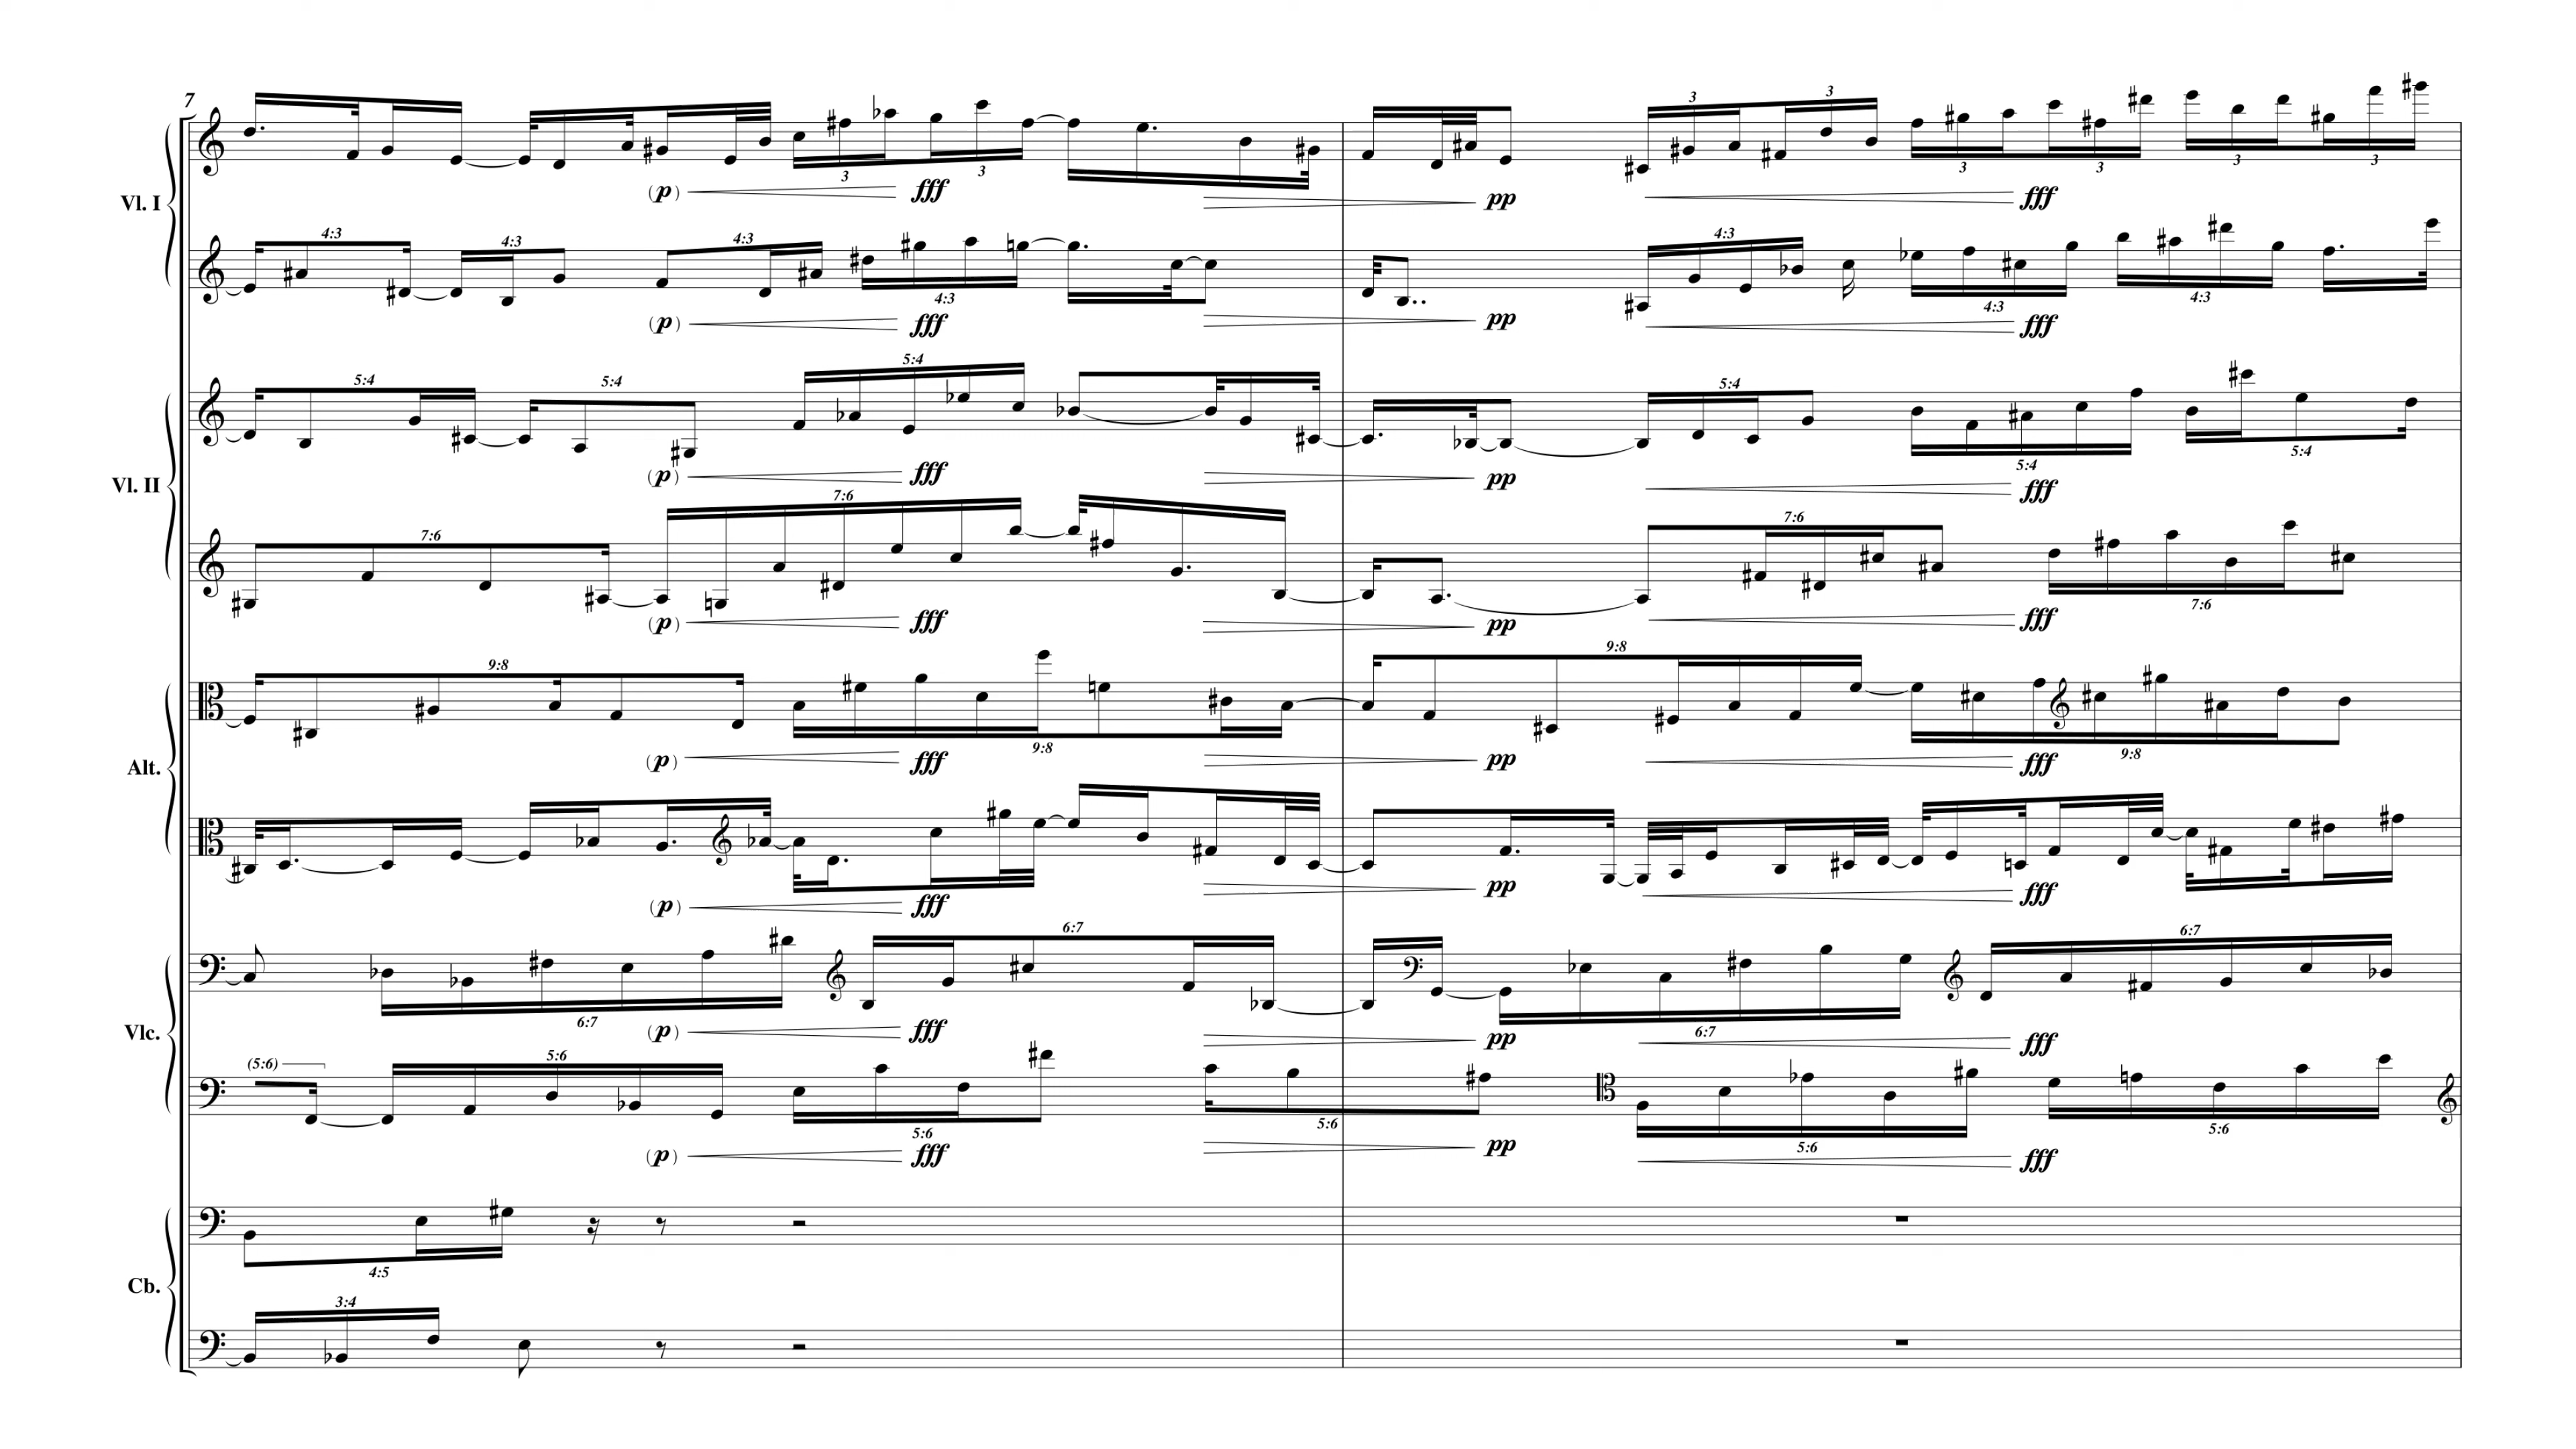 7
3 3 3 3 3 3 3 3
(p) fff pp fff
Vl. I
4:3 4:3 4:3 4:3 4:3 4:3 4:3
(p) fff pp fff
5:4 5:4 5:4 5:4 5:4 5:4
(p) fff pp fff
Vl. II
7:6 7:6 7:6 7:6
(p) fff pp fff
9:8 9:8 9:8 9:8
(p) fff pp fff
Alt.
(p) fff pp fff
6:7 6:7 6:7 6:7
(p) fff pp fff
Vlc.
(5:6) 5:6 5:6 5:6 5:6 5:6
(p) fff pp fff
4:5
Cb.
3:4